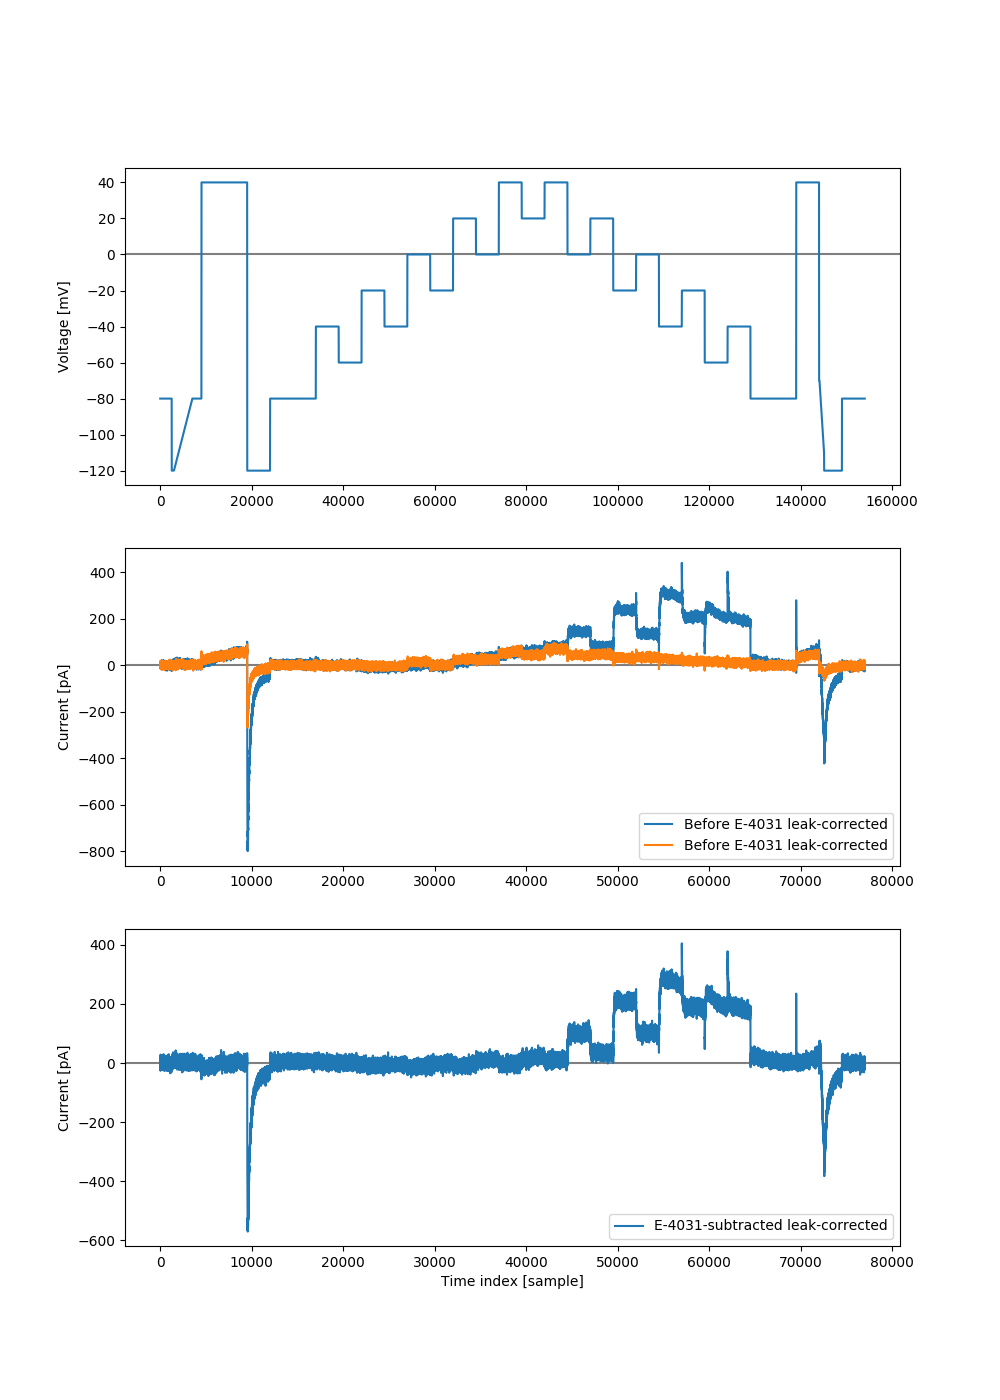 40
20
0
−20
−40
−60
−80
−100
−120
Voltage [mV]
0 20000 40000 60000 80000 100000 120000 140000 160000
400
200
0
−200
−400
−600
−800
Current [pA]
Before E-4031 leak-corrected
Before E-4031 leak-corrected
0 10000 20000 30000 40000 50000 60000 70000 80000
400
200
0
−200
−400
−600
Current [pA]
E-4031-subtracted leak-corrected
0 10000 20000 30000 40000 50000 60000 70000 80000
Time index [sample]